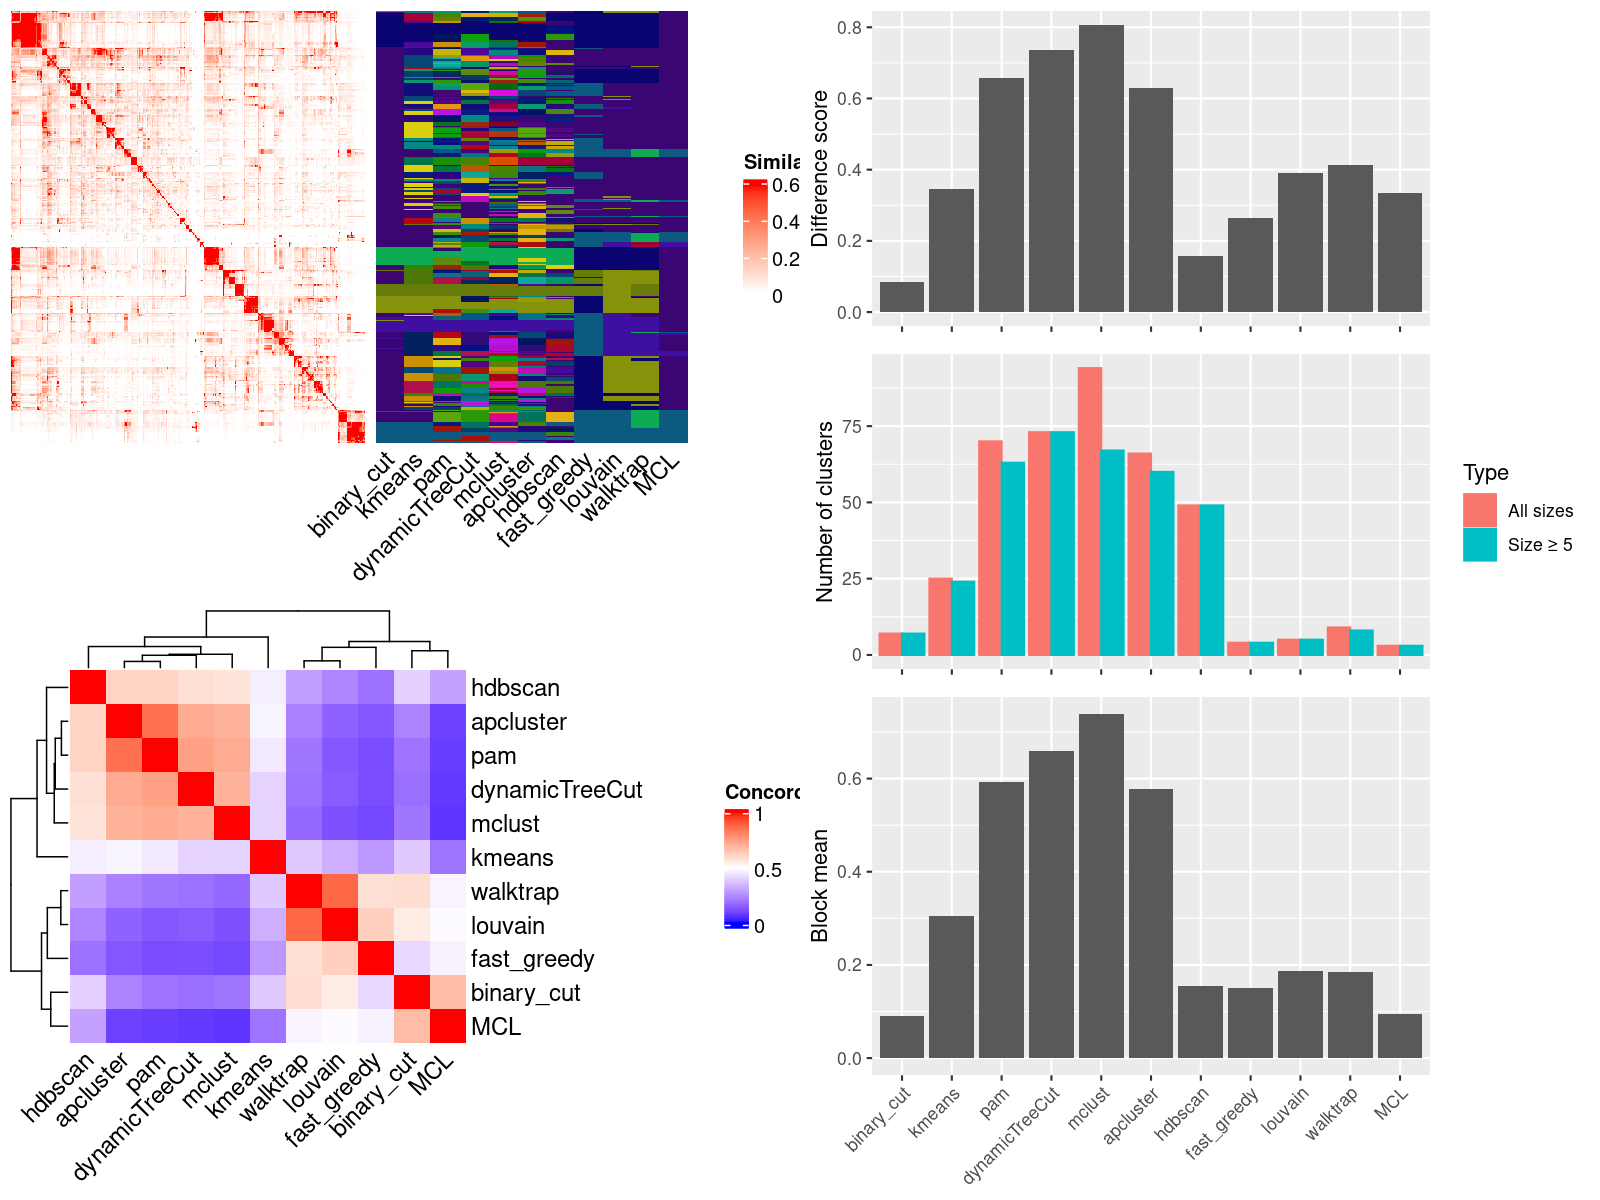 Simila
0.6
0.4
0.2
0
binary_cut
kmeans
pam
dynamicTreeCut
mclust
apcluster
hdbscan
fast_greedy
louvain
walktrap
MCL
Difference score
0.8
0.6
0.4
0.2
0.0
Number of clusters
75
50
25
0
Type
All sizes
Size ≥ 5
hdbscan
apcluster
pam
dynamicTreeCut
mclust
kmeans
walktrap
louvain
fast_greedy
binary_cut
MCL
hdbscan
apcluster
pam
dynamicTreeCut
mclust
kmeans
walktrap
louvain
fast_greedy
binary_cut
MCL
Concord
1
0.5
0
Block mean
0.6
0.4
0.2
0.0
binary_cut
kmeans
pam
dynamicTreeCut
mclust
apcluster
hdbscan
fast_greedy
louvain
walktrap
MCL